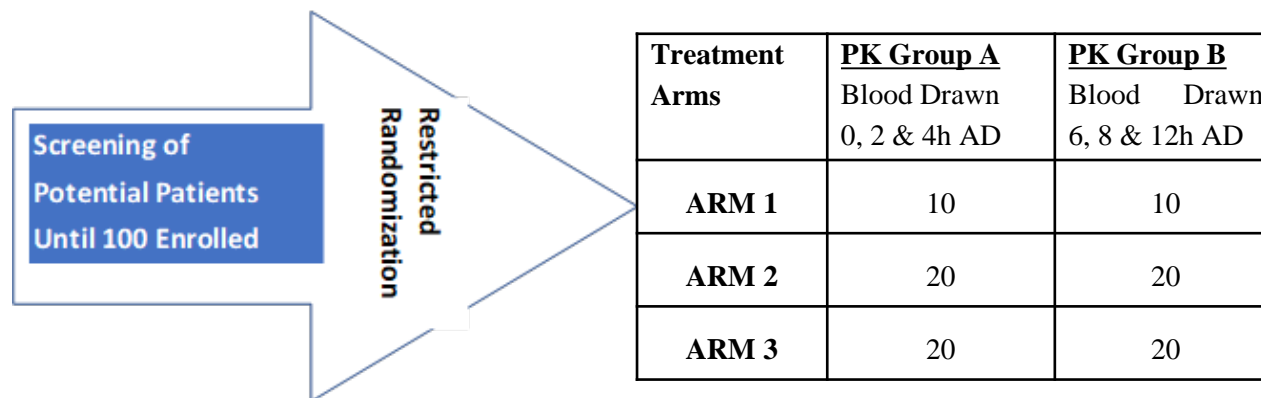 Screening of
Potential Patients
Until 100 Enrolled
Restricted
Randomization
Treatment
Arms
PK Group A
Blood Drawn
0, 2 & 4h AD
PK Group B
Blood Drawn
6, 8 & 12h AD
ARM 1 10 10
ARM 2 20 20
ARM 3 20 20